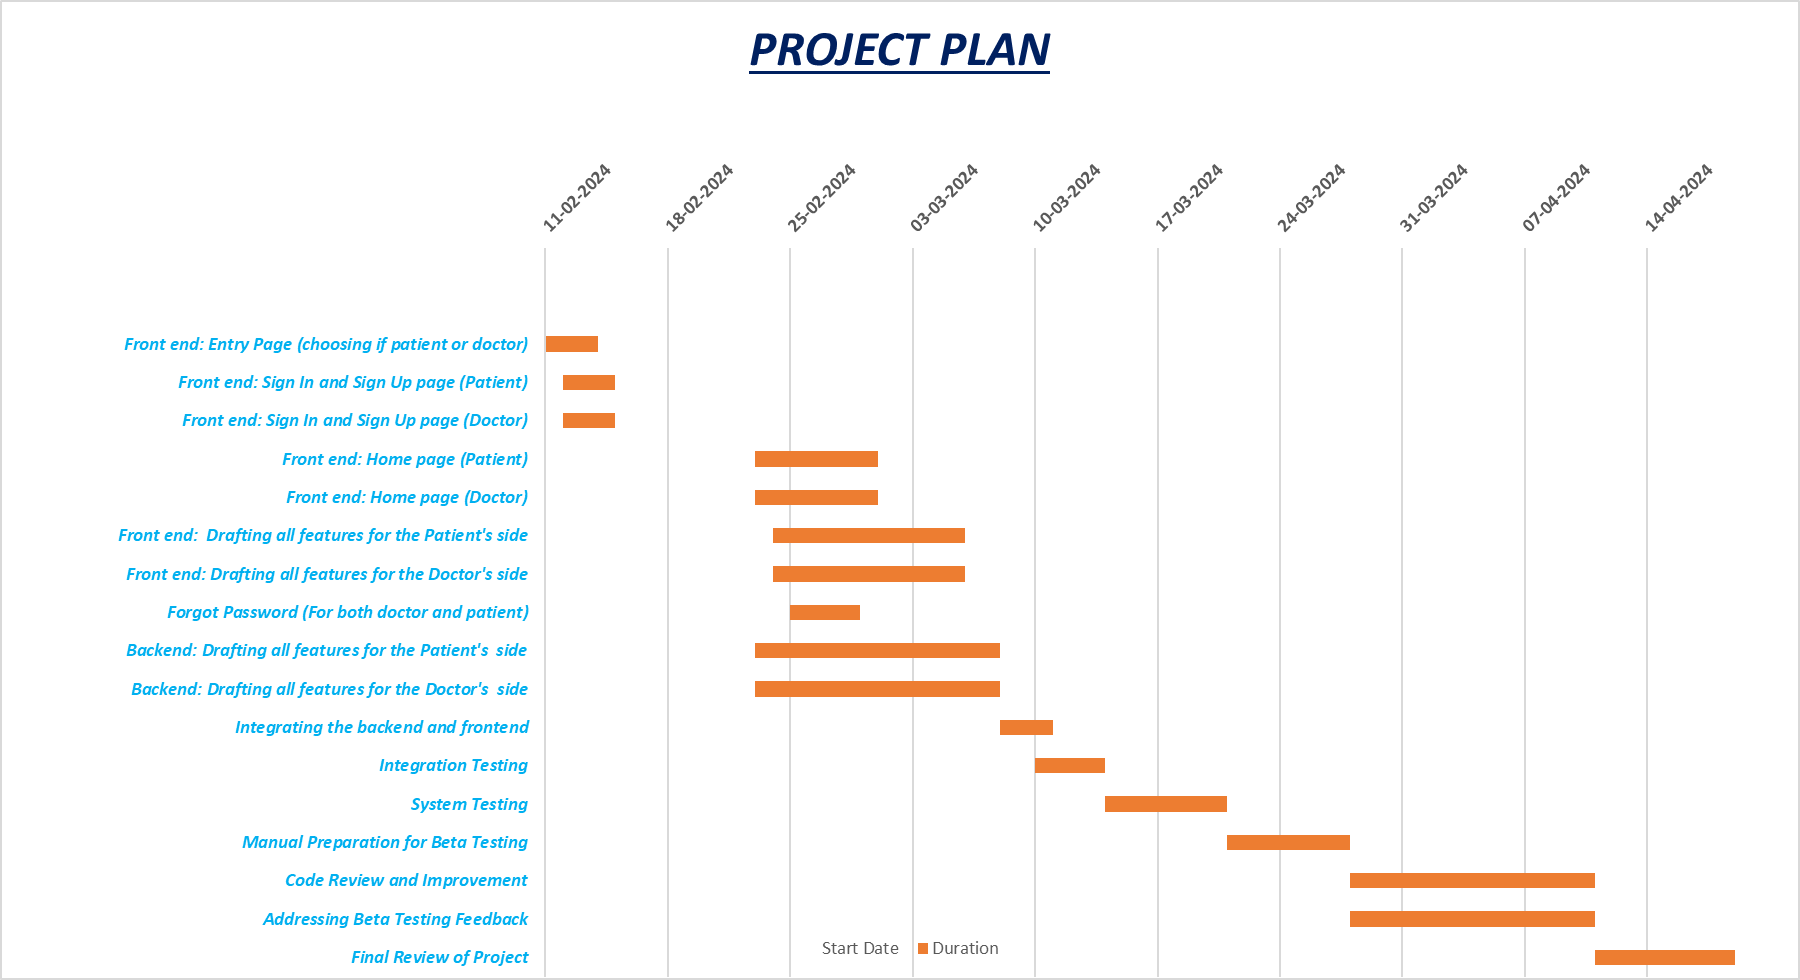 PROJECT PLAN
11-02-2024
18-02-2024
25-02-2024
03-03-2024
10-03-2024
17-03-2024
24-03-2024
31-03-2024
07-04-2024
14-04-2024
Front end: Entry Page (choosing if patient or doctor)
Front end: Sign In and Sign Up page (Patient)
Front end: Sign In and Sign Up page (Doctor)
Front end: Home page (Patient)
Front end: Home page (Doctor)
Front end:  Drafting all features for the Patient's side
Front end: Drafting all features for the Doctor's side
Forgot Password (For both doctor and patient)
Backend: Drafting all features for the Patient's  side
Backend: Drafting all features for the Doctor's  side
Integrating the backend and frontend
Integration Testing
System Testing
Manual Preparation for Beta Testing
Code Review and Improvement
Addressing Beta Testing Feedback
Final Review of Project
Start Date Duration